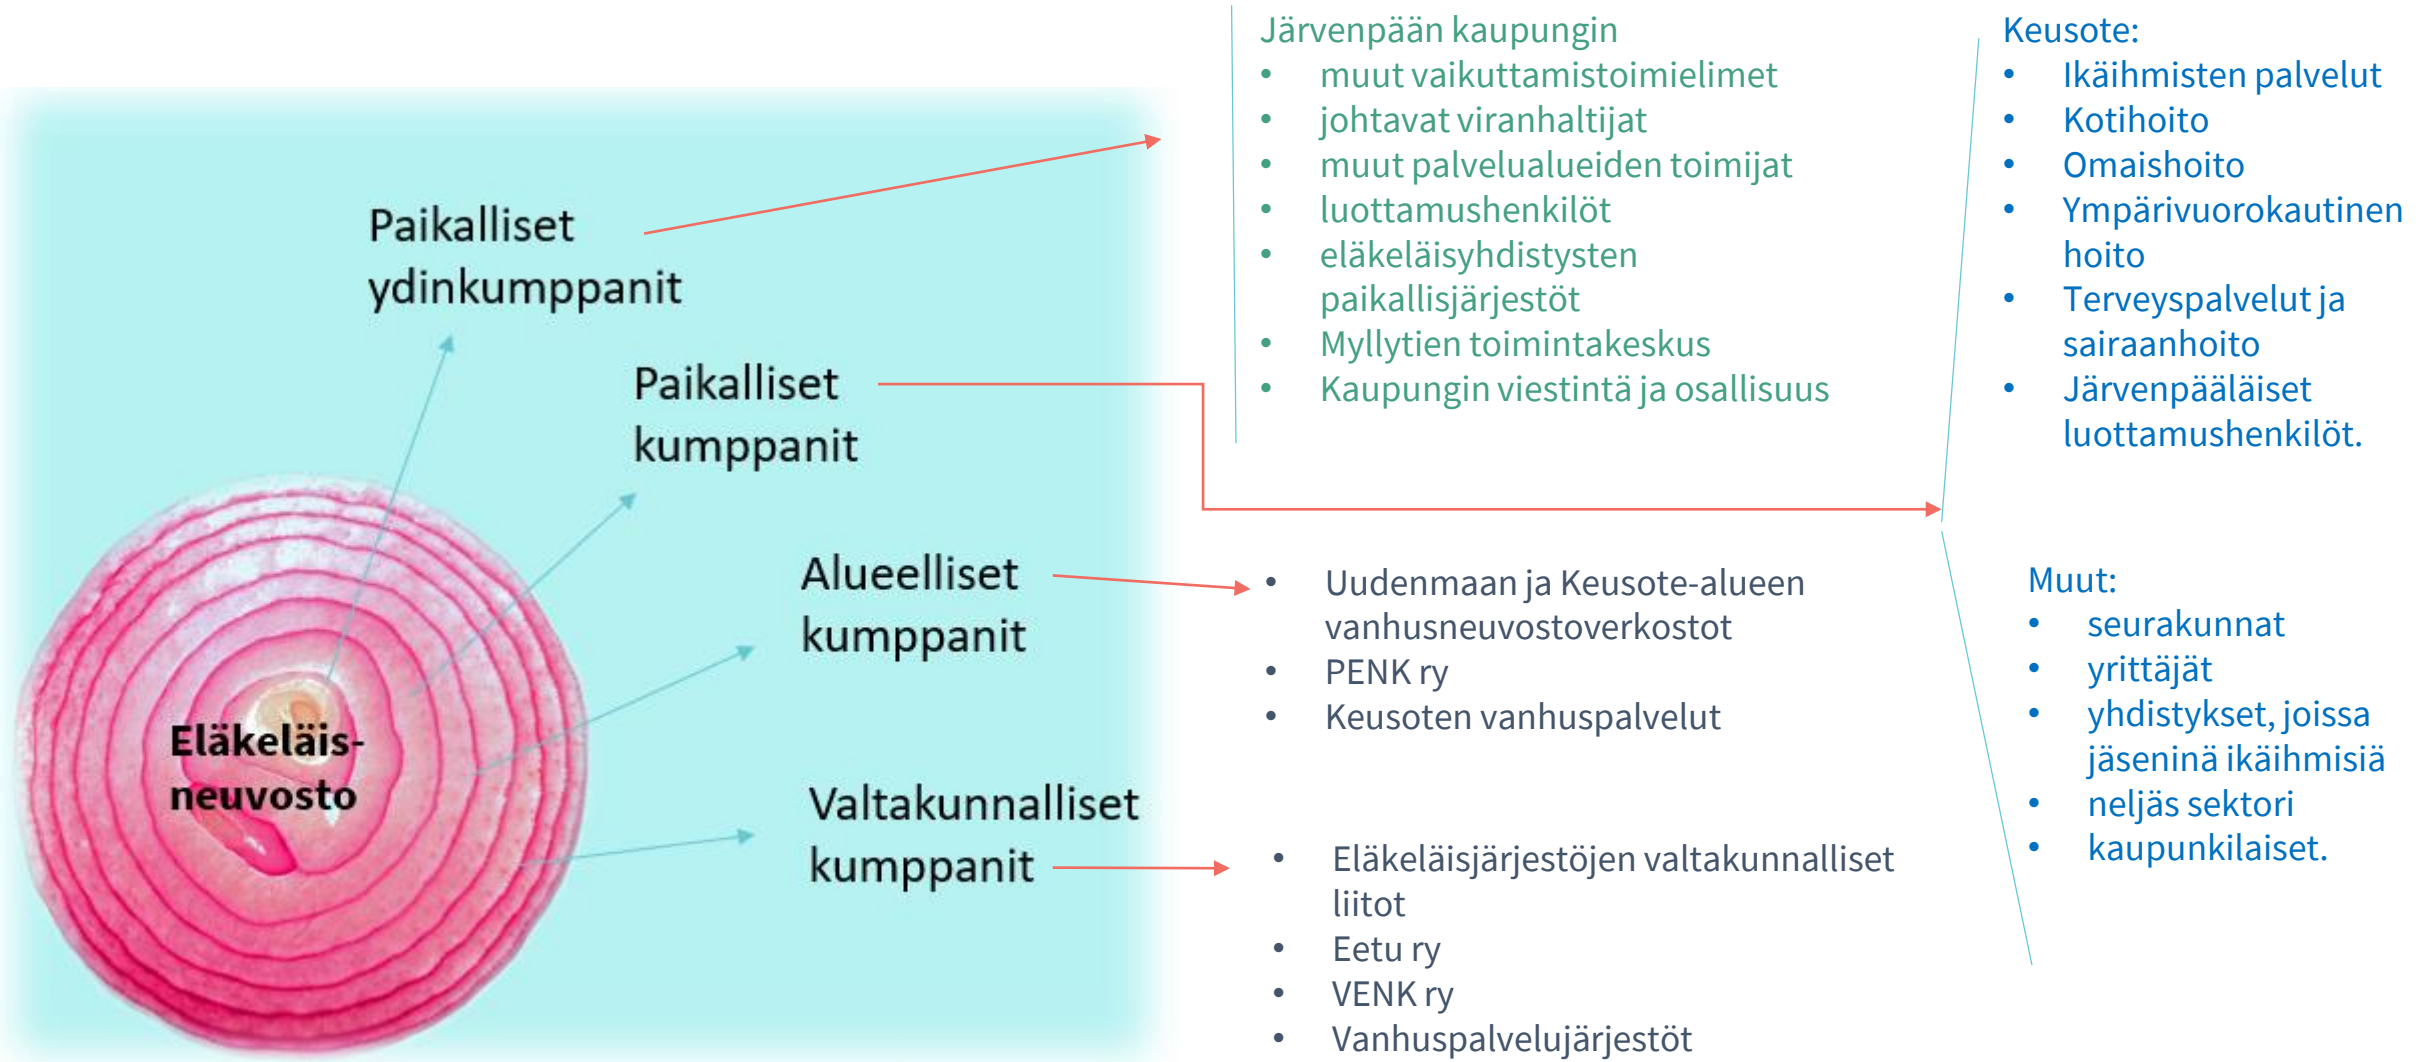 Eläkeläis-
neuvosto
Paikalliset
ydinkumppanit
Paikalliset
kumppanit
Alueelliset
kumppanit
Valtakunnalliset
kumppanit
Järvenpään kaupungin
• muut vaikuttamistoimielimet
• johtavat viranhaltijat
• muut palvelualueiden toimijat
• luottamushenkilöt
• eläkeläisyhdistysten
paikallisjärjestöt
• Myllytien toimintakeskus
• Kaupungin viestintä ja osallisuus
Keusote:
• Ikäihmisten palvelut
• Kotihoito
• Omaishoito
• Ympärivuorokautinen
hoito
• Terveyspalvelut ja
sairaanhoito
• Järvenpääläiset
luottamushenkilöt.
Muut:
• seurakunnat
• yrittäjät
• yhdistykset, joissa
jäseninä ikäihmisiä
• neljäs sektori
• kaupunkilaiset.
• Uudenmaan ja Keusote-alueen
vanhusneuvostoverkostot
• PENK ry
• Keusoten vanhuspalvelut
• Eläkeläisjärjestöjen valtakunnalliset
liitot
• Eetu ry
• VENK ry
• Vanhuspalvelujärjestöt